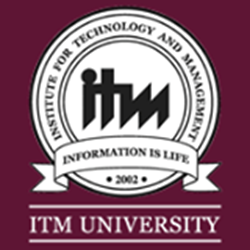 INSTITUTE FOR TECHNOLOGY AND MANAGEMENT
itm
INFORMATION IS LIFE
• 2002 •
ITM UNIVERSITY